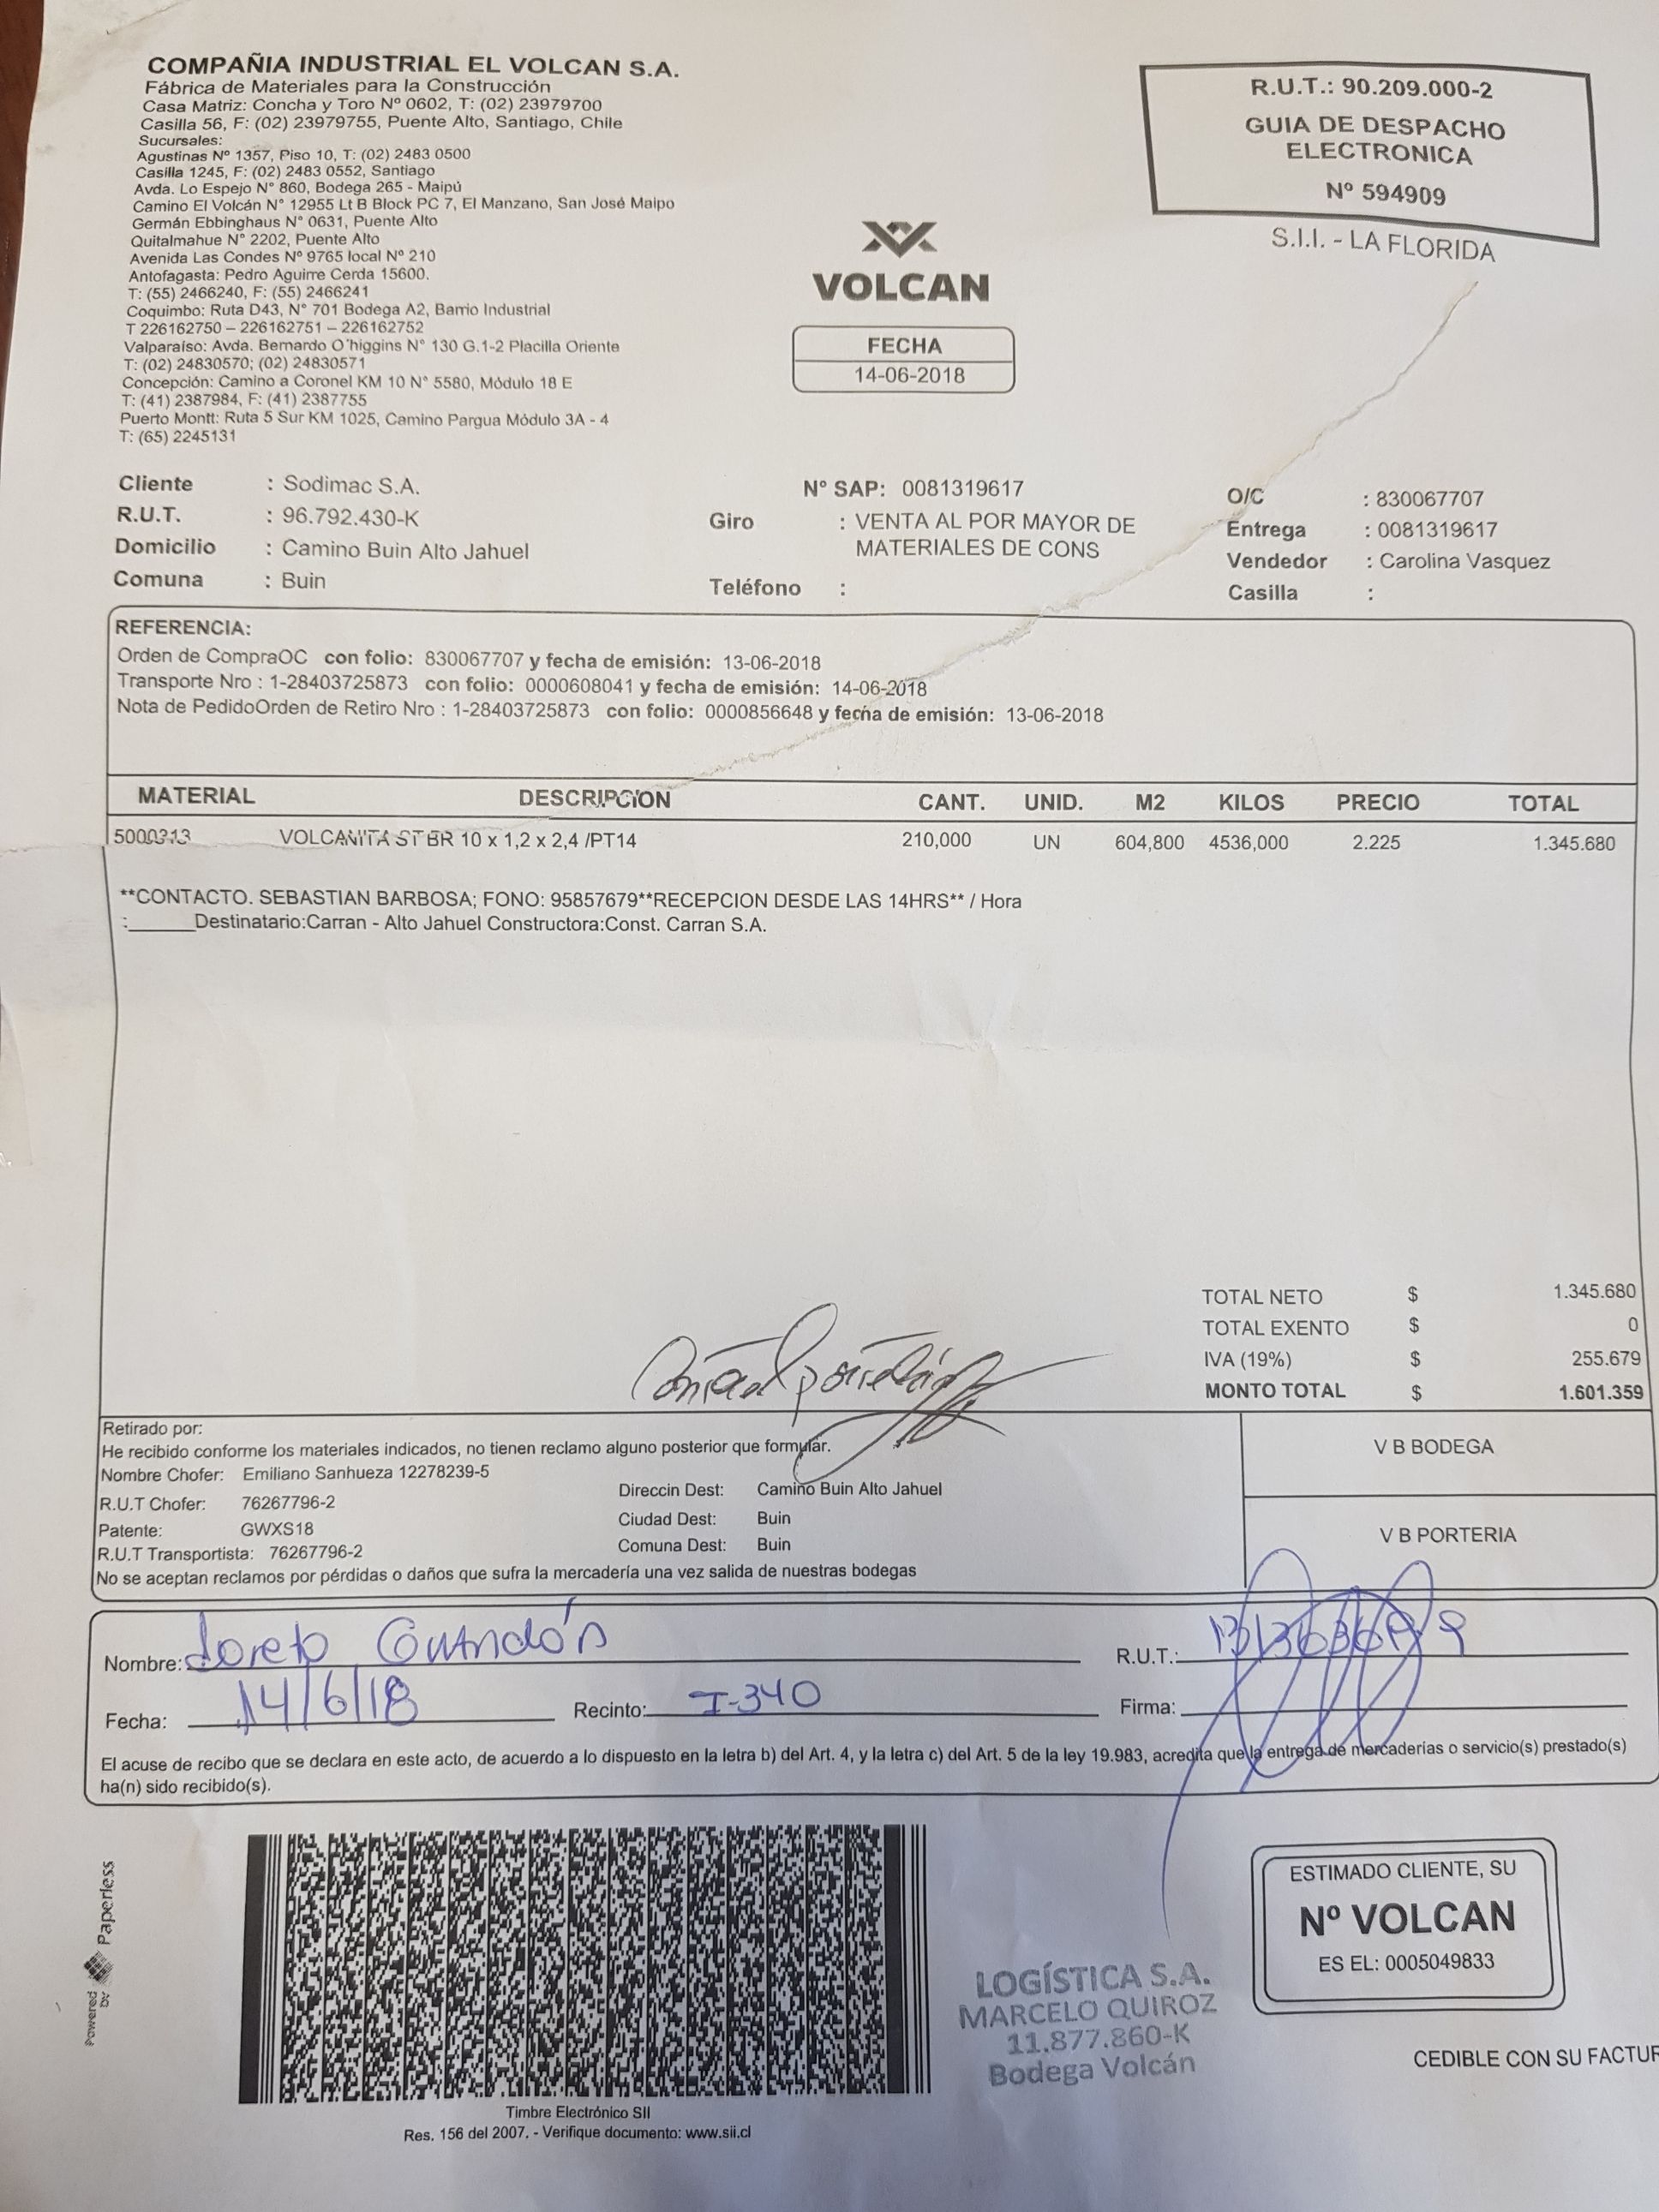 COMPAÑIA INDUSTRIAL EL VOLCAN S.A.
Fábrica de Materiales para la Construcción
Casa Matriz: Concha y Toro Nº 0602, T: (02) 23979700
Casilla 56, F: (02) 23979755, Puente Alto, Santiago, Chile
Sucursales:
Agustinas Nº 1357, Piso 10, T: (02) 2483 0500
Casilla 1245, F: (02) 2483 0552, Santiago
Avda. Lo Espejo N° 860, Bodega 265 - Maipú
Camino El Volcán N° 12955 Lt B Block PC 7, El Manzano, San José Maipo
Germán Ebbinghaus N° 0631, Puente Alto
Quitalmahue N° 2202, Puente Alto
Avenida Las Condes Nº 9765 local Nº 210
Antofagasta: Pedro Aguirre Cerda 15600.
T: (55) 2466240, F: (55) 2466241
Coquimbo: Ruta D43, N° 701 Bodega A2, Barrio Industrial
T 226162750 – 226162751 – 226162752
Valparaíso: Avda. Bernardo O´higgins N° 130 G.1-2 Placilla Oriente
T: (02) 24830570; (02) 24830571
Concepción: Camino a Coronel KM 10 N° 5580, Módulo 18 E
T: (41) 2387984, F: (41) 2387755
Puerto Montt: Ruta 5 Sur KM 1025, Camino Pargua Módulo 3A - 4
T: (65) 2245131
VOLCAN
FECHA
14-06-2018
R.U.T.: 90.209.000-2
GUIA DE DESPACHO
ELECTRONICA
Nº 594909
S.I.I. - LA FLORIDA
Cliente : Sodimac S.A.
R.U.T. : 96.792.430-K
Domicilio : Camino Buin Alto Jahuel
Comuna : Buin
N° SAP: 0081319617
Giro : VENTA AL POR MAYOR DE
MATERIALES DE CONS
Teléfono :
O/C : 830067707
Entrega : 0081319617
Vendedor : Carolina Vasquez
Casilla :
REFERENCIA:
Orden de CompraOC con folio: 830067707 y fecha de emisión: 13-06-2018
Transporte Nro : 1-28403725873 con folio: 0000608041 y fecha de emisión: 14-06-2018
Nota de PedidoOrden de Retiro Nro : 1-28403725873 con folio: 0000856648 y fecha de emisión: 13-06-2018
MATERIAL DESCRIPCION CANT. UNID. M2 KILOS PRECIO TOTAL
5000313 VOLCANITA ST BR 10 x 1,2 x 2,4 /PT14 210,000 UN 604,800 4536,000 2.225 1.345.680
**CONTACTO. SEBASTIAN BARBOSA; FONO: 95857679**RECEPCION DESDE LAS 14HRS** / Hora
:______Destinatario:Carran - Alto Jahuel Constructora:Const. Carran S.A.
TOTAL NETO $ 1.345.680
TOTAL EXENTO $ 0
IVA (19%) $ 255.679
MONTO TOTAL $ 1.601.359
Retirado por:
He recibido conforme los materiales indicados, no tienen reclamo alguno posterior que formular.
Nombre Chofer: Emiliano Sanhueza 12278239-5
R.U.T Chofer: 76267796-2
Patente: GWXS18
R.U.T Transportista: 76267796-2
Direccin Dest: Camino Buin Alto Jahuel
Ciudad Dest: Buin
Comuna Dest: Buin
No se aceptan reclamos por pérdidas o daños que sufra la mercadería una vez salida de nuestras bodegas
V B BODEGA
V B PORTERIA
Nombre: Loreto
R.U.T.:
Fecha: 14/6/18 Recinto: I-340 Firma:
El acuse de recibo que se declara en este acto, de acuerdo a lo dispuesto en la letra b) del Art. 4, y la letra c) del Art. 5 de la ley 19.983, acredita que la entrega de mercaderías o servicio(s) prestado(s)
ha(n) sido recibido(s).
Powered by Paperless
Timbre Electrónico SII
Res. 156 del 2007. - Verifique documento: www.sii.cl
LOGÍSTICA S.A.
MARCELO QUIROZ
11.877.860-K
Bodega Volcán
ESTIMADO CLIENTE, SU
Nº VOLCAN
ES EL: 0005049833
CEDIBLE CON SU FACTUR